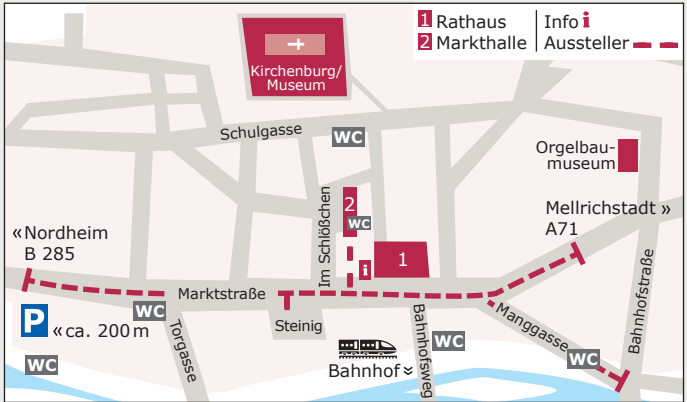 1 Rathaus
2 Markthalle
Info i
Aussteller
Kirchenburg/
Museum
Schulgasse
WC
Orgelbau-
museum
2
WC
Im Schlößchen
Mellrichstadt »
A71
«Nordheim
B 285
i
1
Marktstraße
WC
P « ca. 200 m
Steinig
Torgasse
Bahnhofsweg
Manggasse
Bahnhofstraße
WC
WC
WC
Bahnhof »